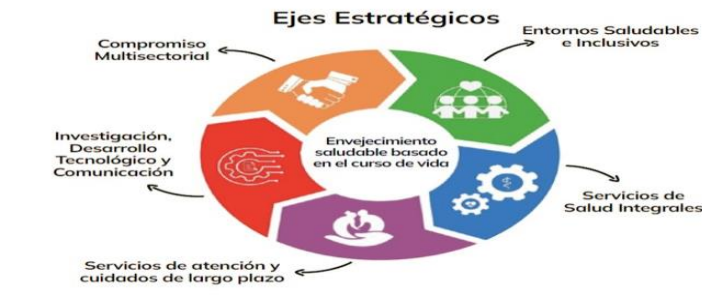 Ejes Estratégicos
Compromiso
Multisectorial
Entornos Saludables
e Inclusivos
Investigación,
Desarrollo
Tecnológico y
Comunicación
Envejecimiento
saludable basado
en el curso de vida
Servicios de
Salud Integrales
Servicios de atención y
cuidados de largo plazo